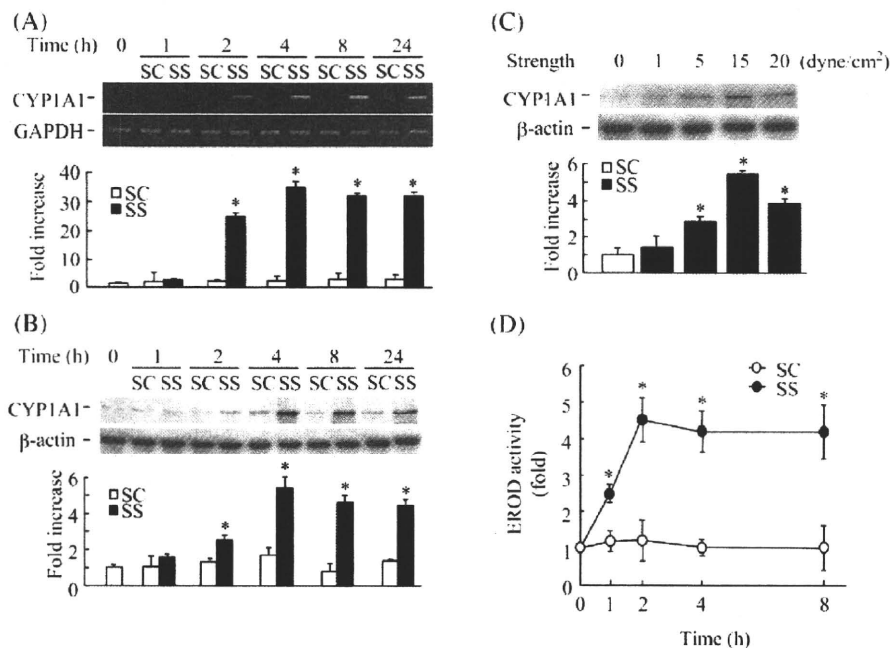 (A)
Time (h) 0 1 2 4 8 24
SC SS SC SS SC SS SC SS SC SS
CYP1A1
GAPDH
Fold increase
40
30
20
10
0
SC
SS
* * * *
(B)
Time (h) 0 1 2 4 8 24
SC SS SC SS SC SS SC SS SC SS
CYP1A1
β-actin
Fold increase
6
4
2
0
SC
SS
* * * *
(C)
Strength 0 1 5 15 20 (dyne/cm²)
CYP1A1
β-actin
Fold increase
6
4
2
0
SC
SS
* * *
(D)
EROD activity
(fold)
6
5
4
3
2
1
0
SC
SS
* * * *
0 1 2 4 8
Time (h)